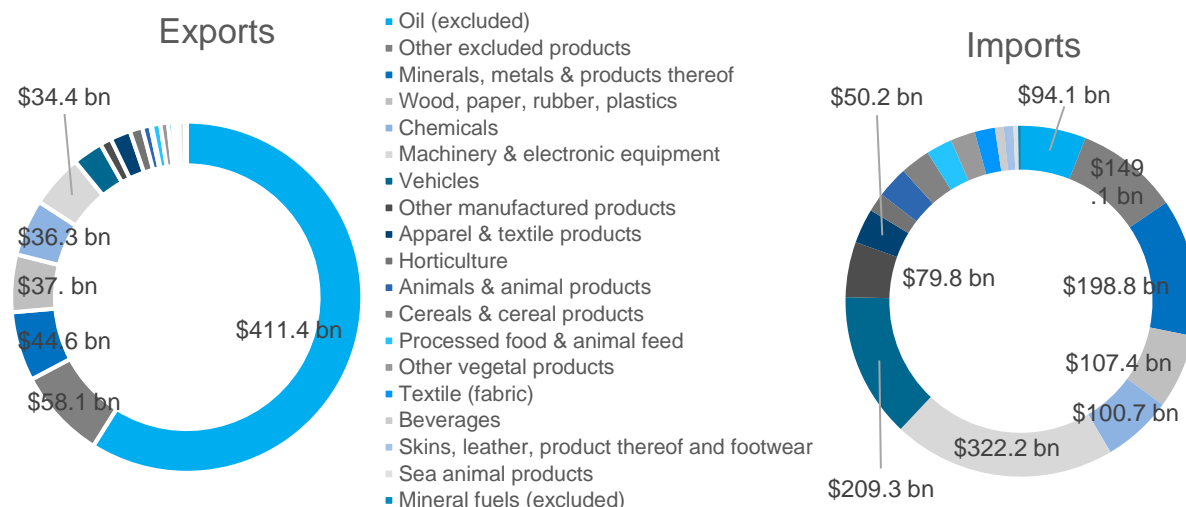 Exports
$34.4 bn
$36.3 bn
$37. bn
$44.6 bn
$58.1 bn
$411.4 bn
Oil (excluded)
Other excluded products
Minerals, metals & products thereof
Wood, paper, rubber, plastics
Chemicals
Machinery & electronic equipment
Vehicles
Other manufactured products
Apparel & textile products
Horticulture
Animals & animal products
Cereals & cereal products
Processed food & animal feed
Other vegetal products
Textile (fabric)
Beverages
Skins, leather, product thereof and footwear
Sea animal products
Mineral fuels (excluded)
Imports
$50.2 bn
$94.1 bn
$149
.1 bn
$79.8 bn
$198.8 bn
$107.4 bn
$100.7 bn
$322.2 bn
$209.3 bn